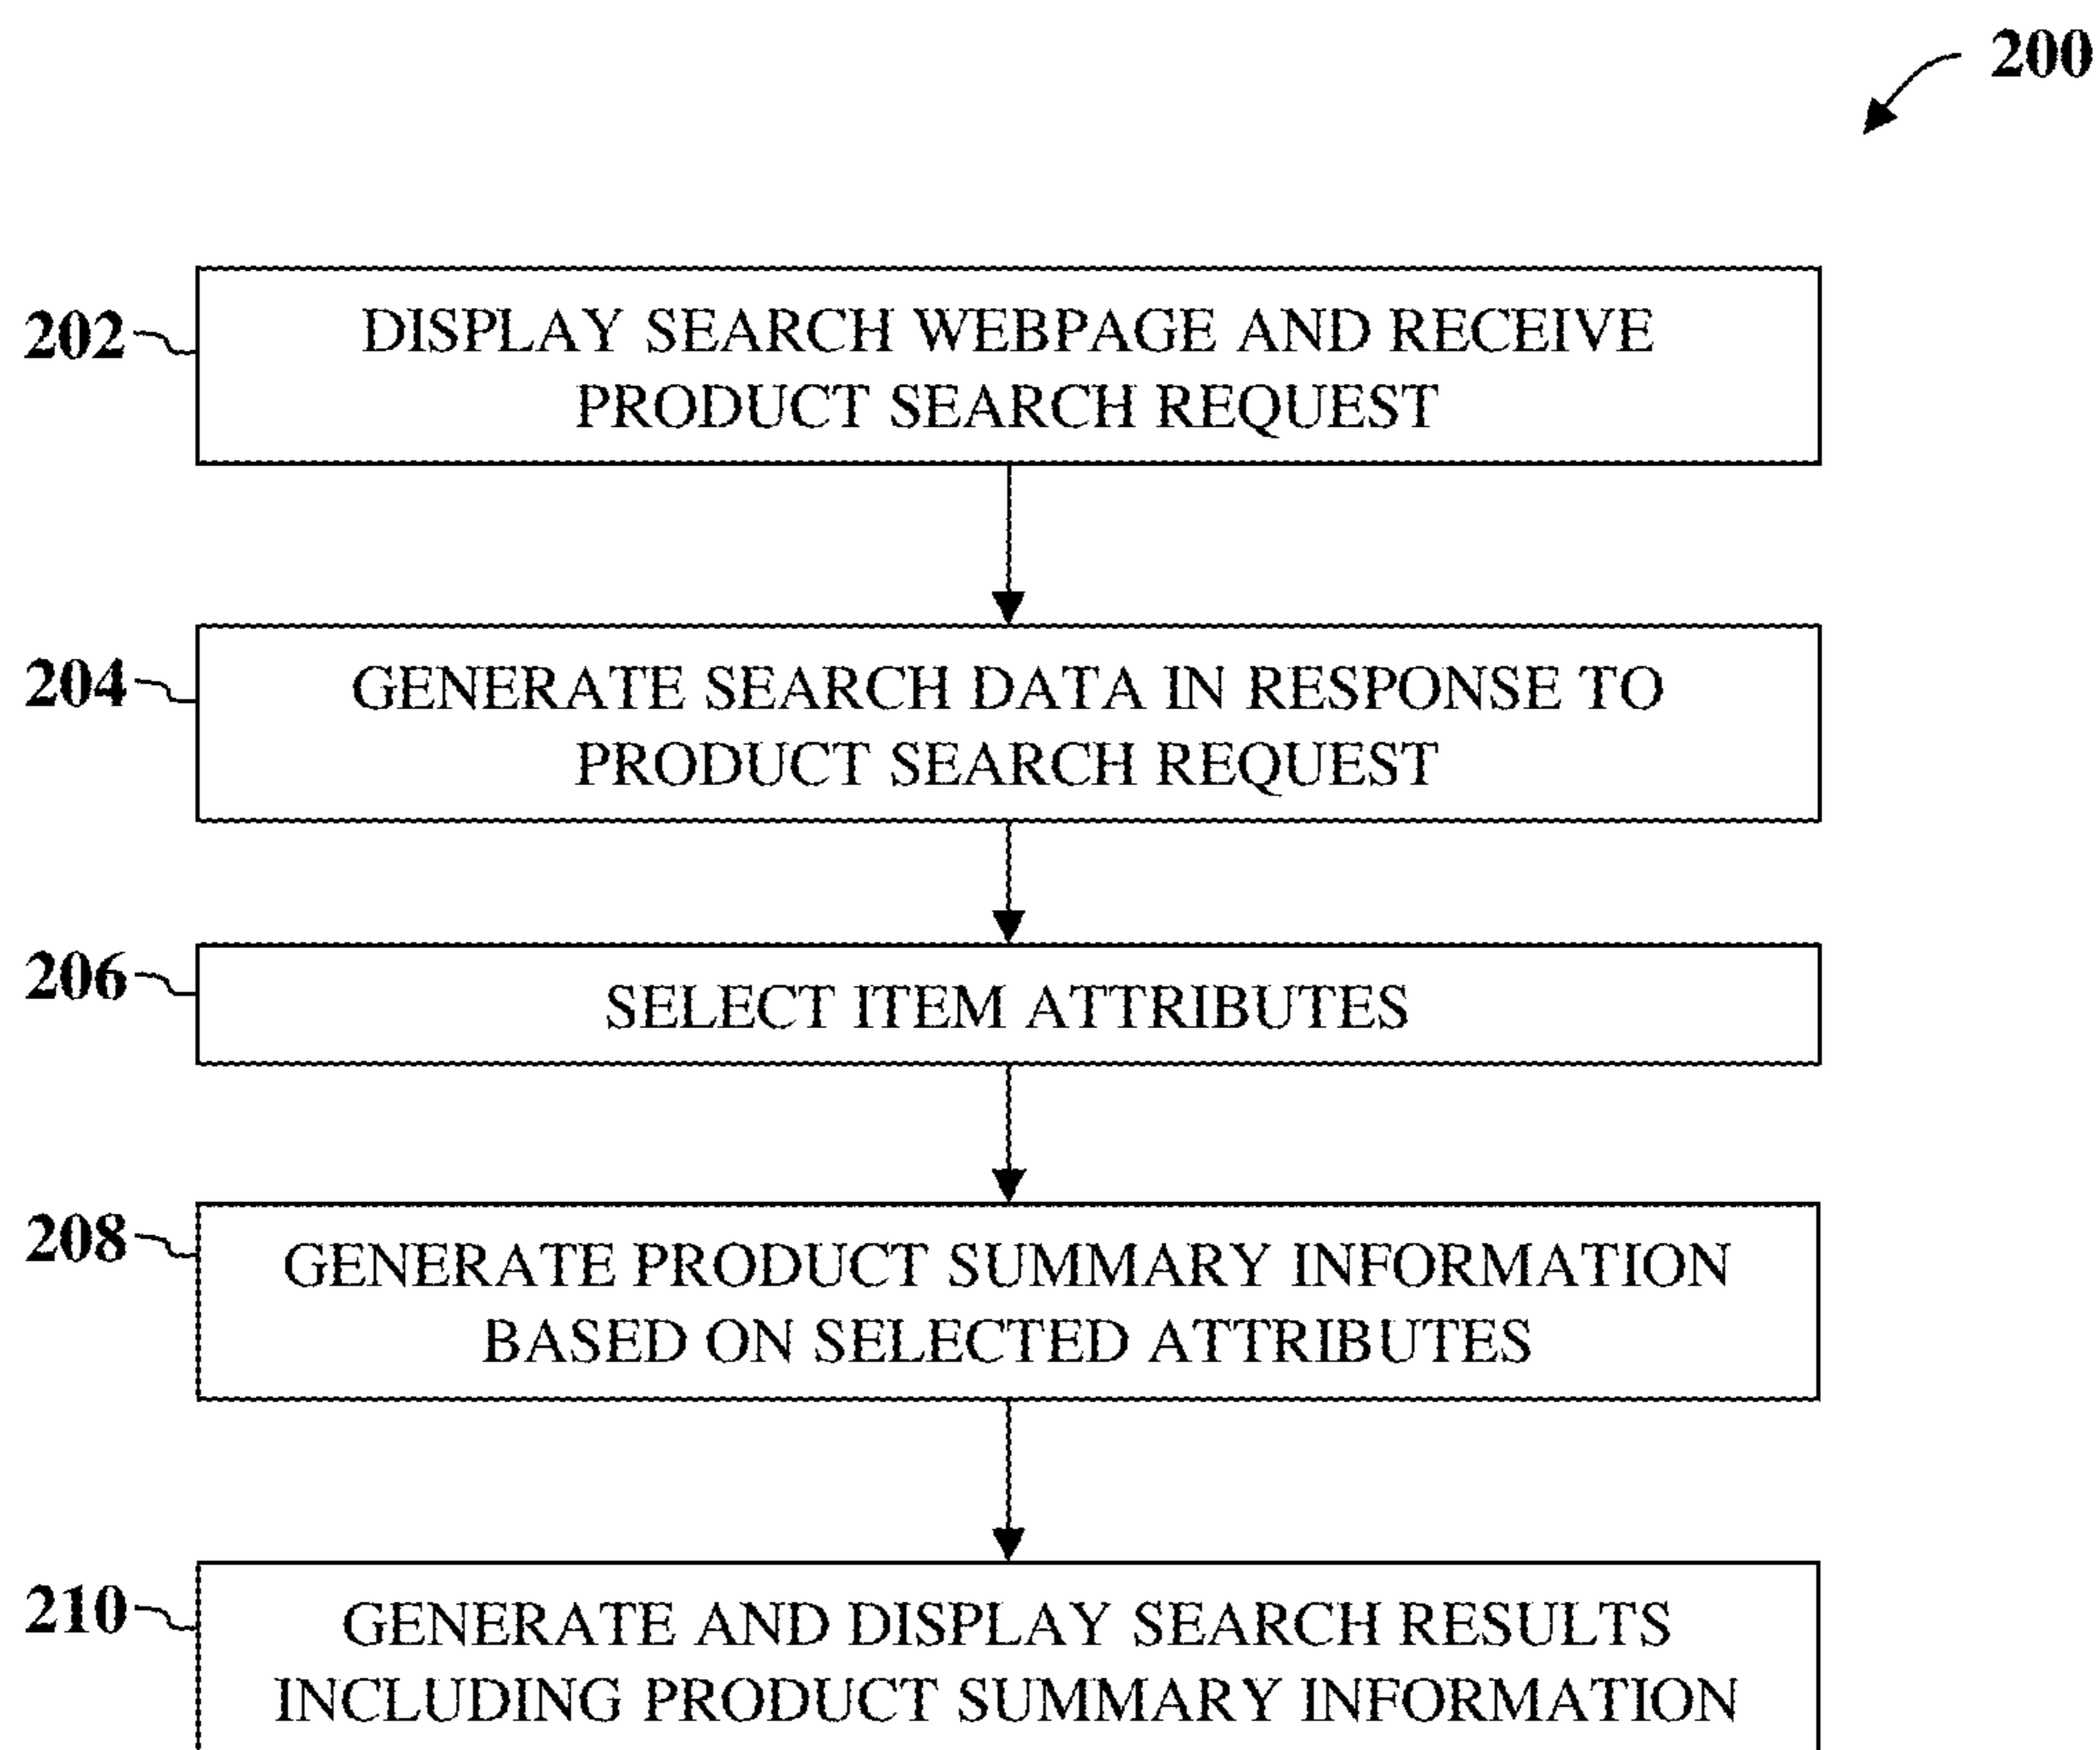 200
202
DISPLAY SEARCH WEBPAGE AND RECEIVE
PRODUCT SEARCH REQUEST
204
GENERATE SEARCH DATA IN RESPONSE TO
PRODUCT SEARCH REQUEST
206
SELECT ITEM ATTRIBUTES
208
GENERATE PRODUCT SUMMARY INFORMATION
BASED ON SELECTED ATTRIBUTES
210
GENERATE AND DISPLAY SEARCH RESULTS
INCLUDING PRODUCT SUMMARY INFORMATION